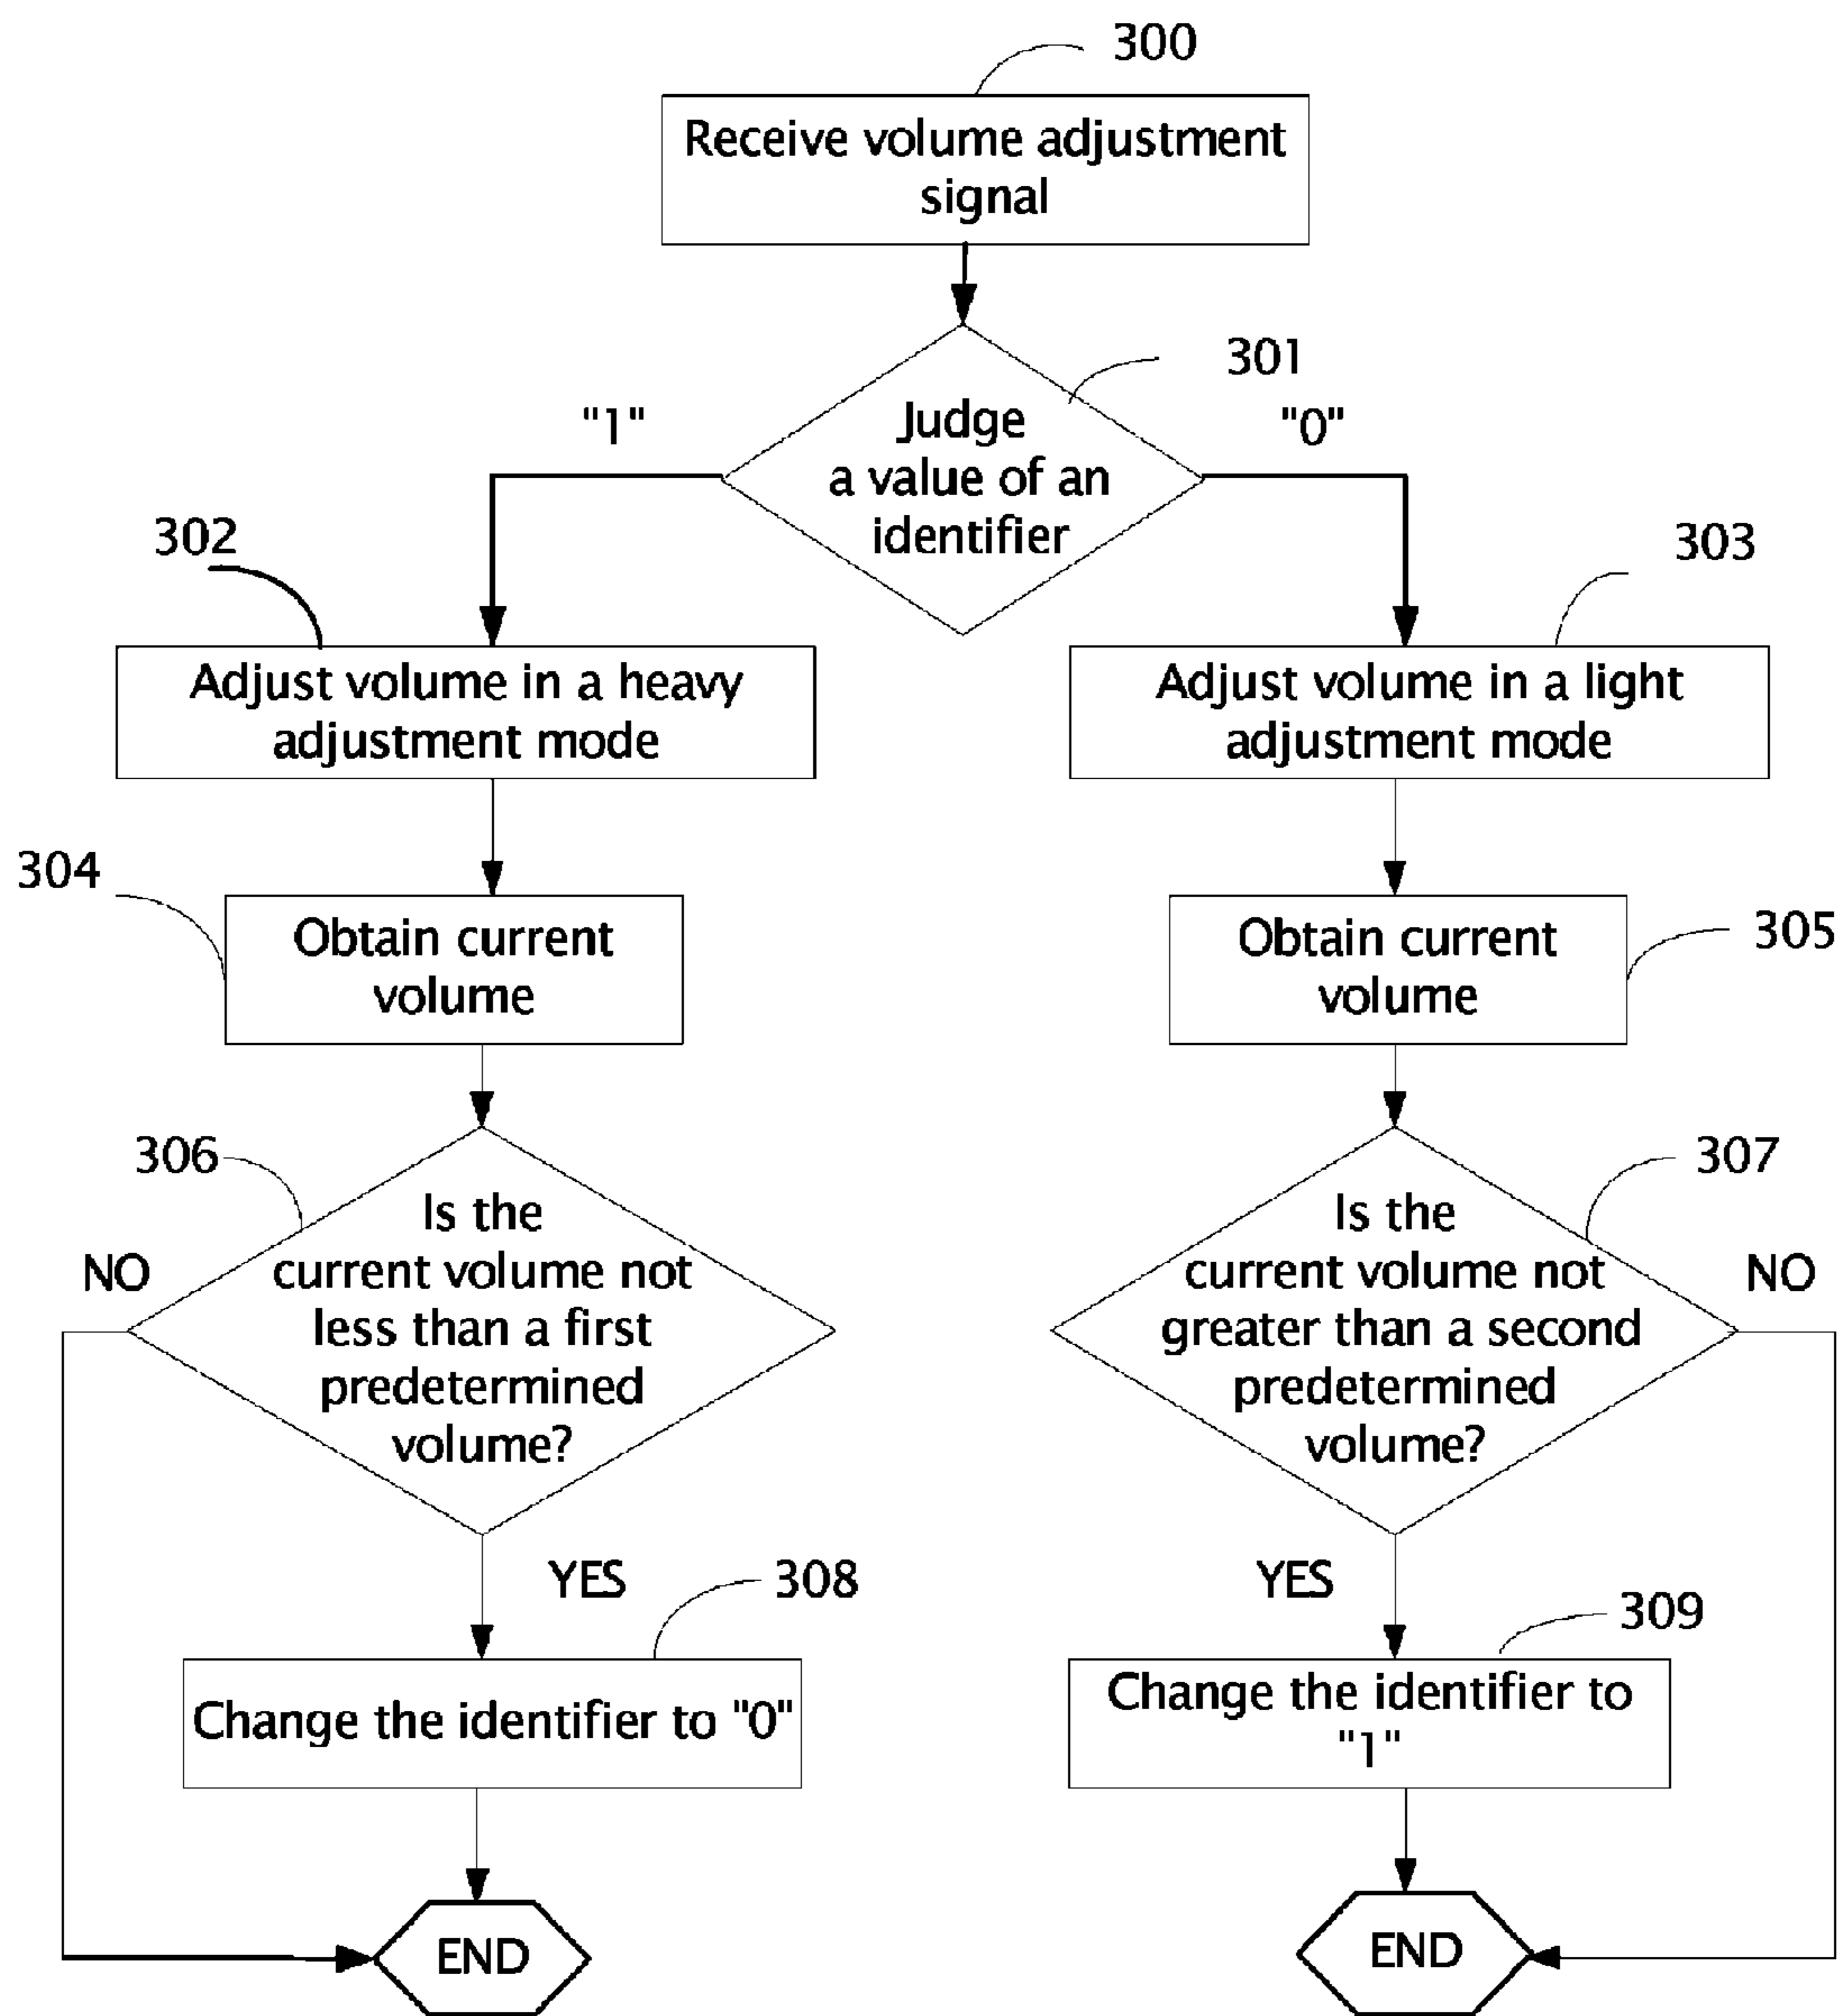 300
Receive volume adjustment
signal
301
"1"
Judge
a value of an
identifier
"0"
302
303
Adjust volume in a heavy
adjustment mode
Adjust volume in a light
adjustment mode
304
Obtain current
volume
Obtain current
volume
305
306
307
Is the
current volume not
less than a first
predetermined
volume?
NO
Is the
current volume not
greater than a second
predetermined
volume?
NO
YES
308
YES
309
Change the identifier to "0"
Change the identifier to
"1"
END
END